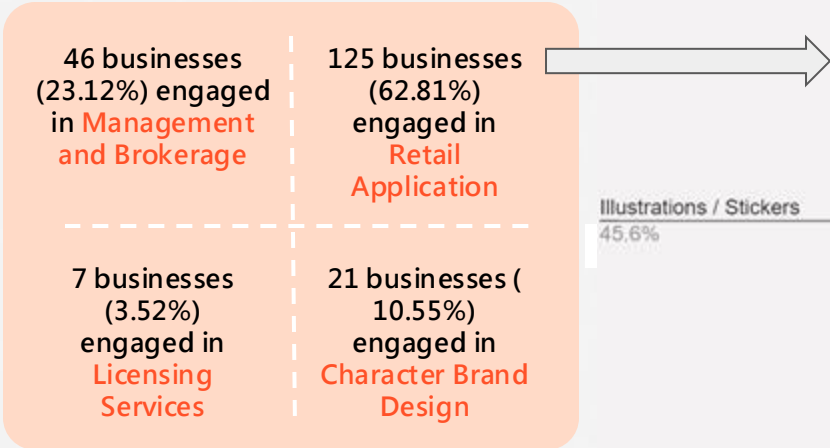 46 businesses
(23.12%) engaged
in Management
and Brokerage
125 businesses
(62.81%)
engaged in
Retail
Application
7 businesses
(3.52%)
engaged in
Licensing
Services
21 businesses (
10.55%)
engaged in
Character Brand
Design
Illustrations / Stickers
45.6%